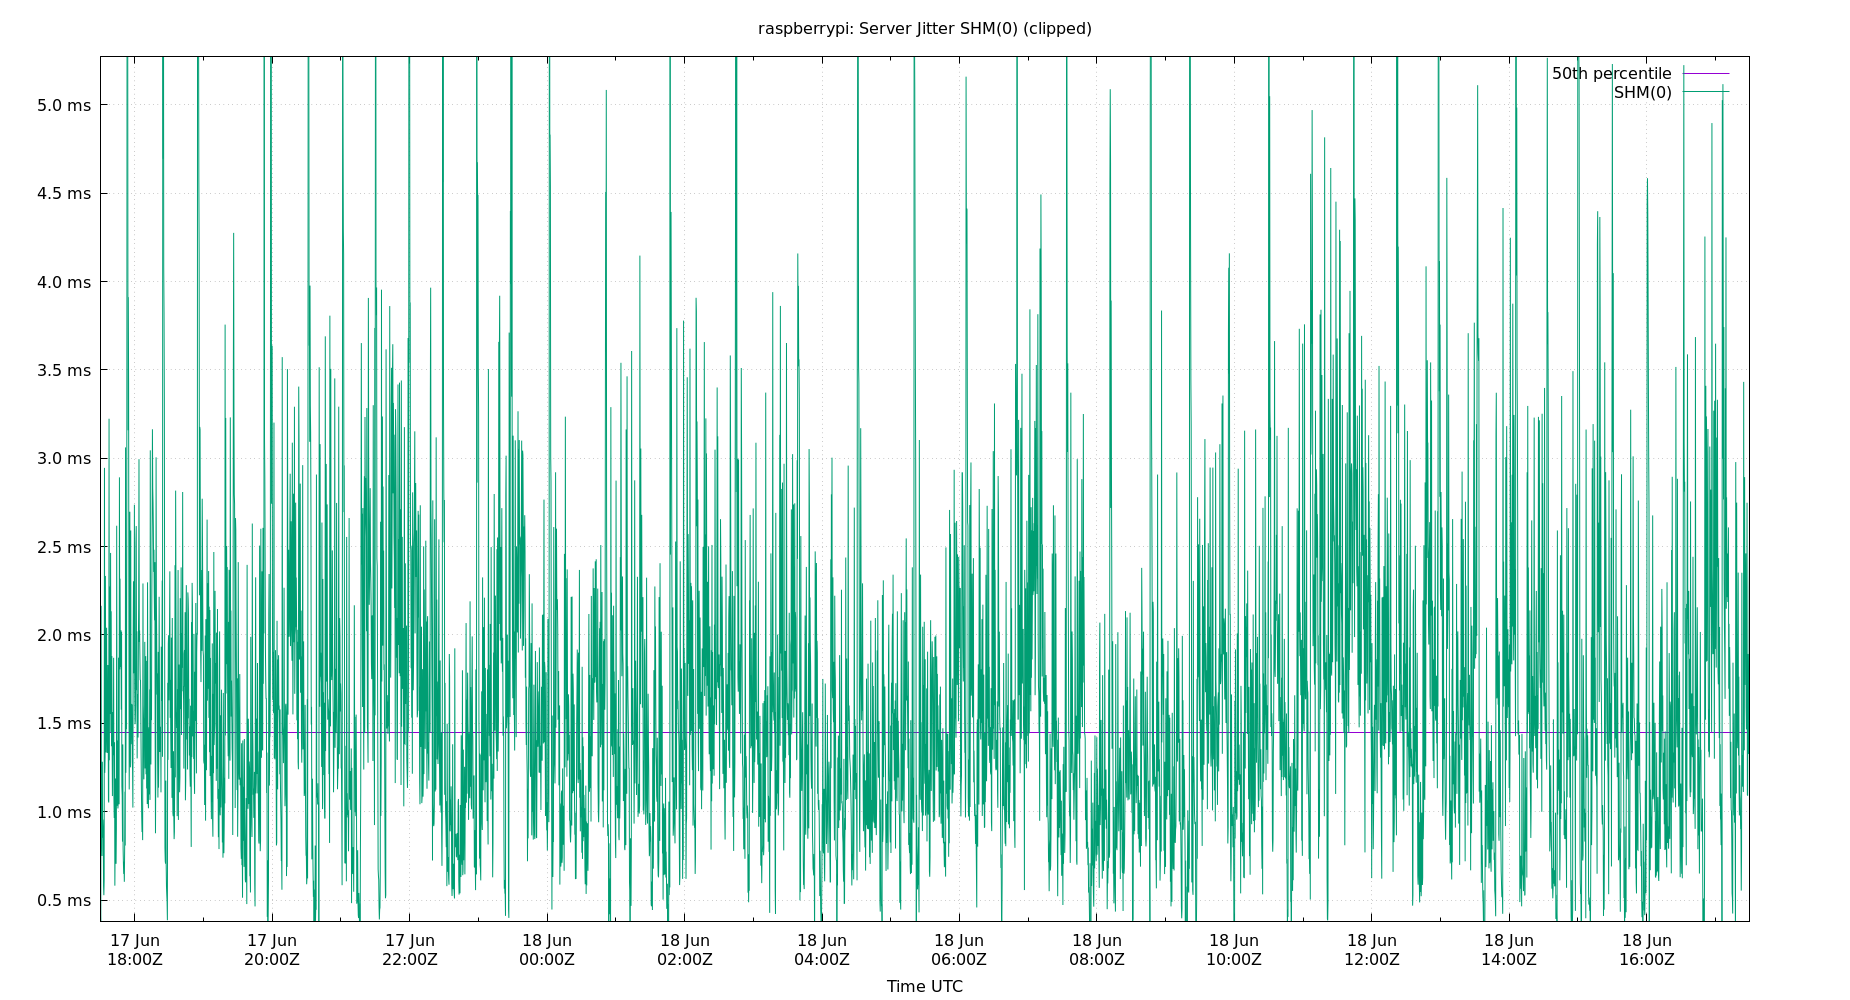 raspberrypi: Server Jitter SHM(0) (clipped)
50th percentile
SHM(0)
5.0 ms
4.5 ms
4.0 ms
3.5 ms
3.0 ms
2.5 ms
2.0 ms
1.5 ms
1.0 ms
0.5 ms
17 Jun 17 Jun 17 Jun 18 Jun 18 Jun 18 Jun 18 Jun 18 Jun 18 Jun 18 Jun 18 Jun 18 Jun
18:00Z 20:00Z 22:00Z 00:00Z 02:00Z 04:00Z 06:00Z 08:00Z 10:00Z 12:00Z 14:00Z 16:00Z
Time UTC